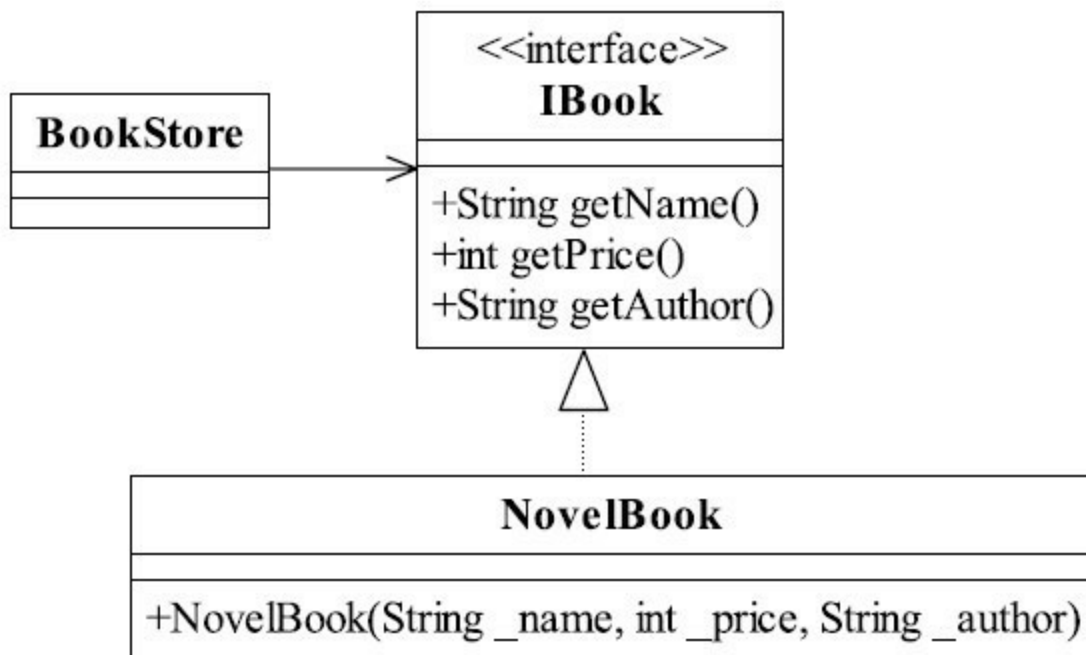 <<interface>>
IBook
BookStore
+String getName()
+int getPrice()
+String getAuthor()
NovelBook
+NovelBook(String _name, int _price, String _author)